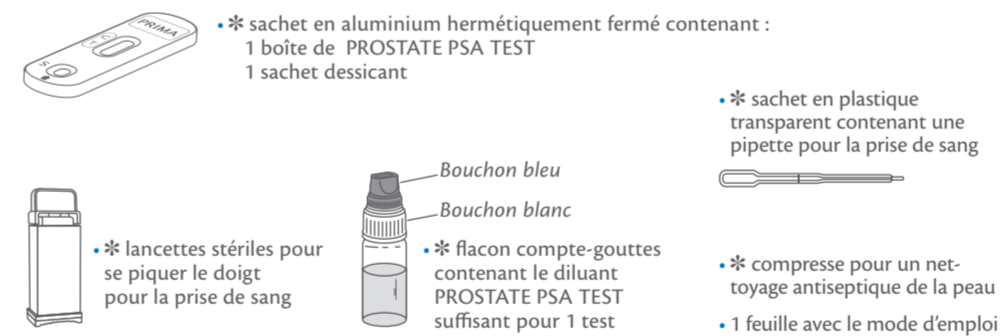 PRIMA
C
T
S
• ✻ sachet en aluminium hermétiquement fermé contenant :
1 boîte de PROSTATE PSA TEST
1 sachet dessicant
• ✻ sachet en plastique
transparent contenant une
pipette pour la prise de sang
Bouchon bleu
Bouchon blanc
• ✻ lancettes stériles pour
se piquer le doigt
pour la prise de sang
• ✻ flacon compte-gouttes
contenant le diluant
PROSTATE PSA TEST
suffisant pour 1 test
• ✻ compresse pour un net-
toyage antiseptique de la peau
• 1 feuille avec le mode d'emploi